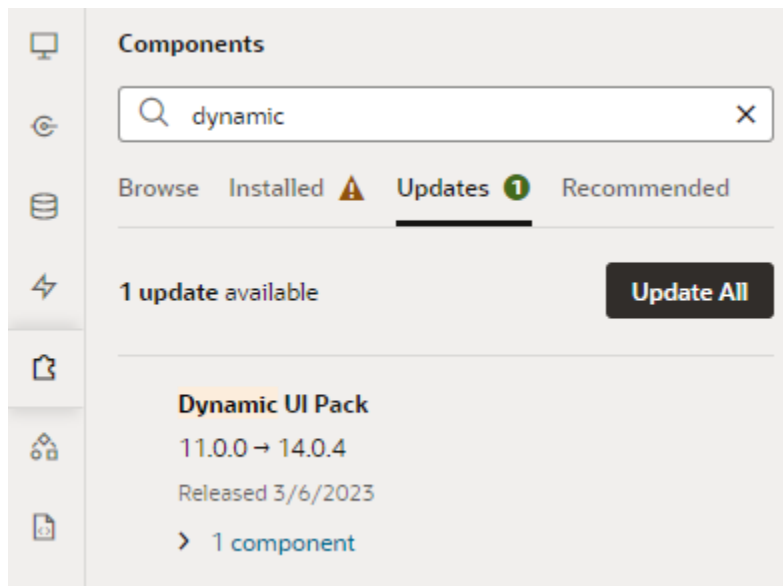 Components
dynamic
Browse Installed Updates 1 Recommended
1 update available Update All
Dynamic UI Pack
11.0.0 → 14.0.4
Released 3/6/2023
1 component